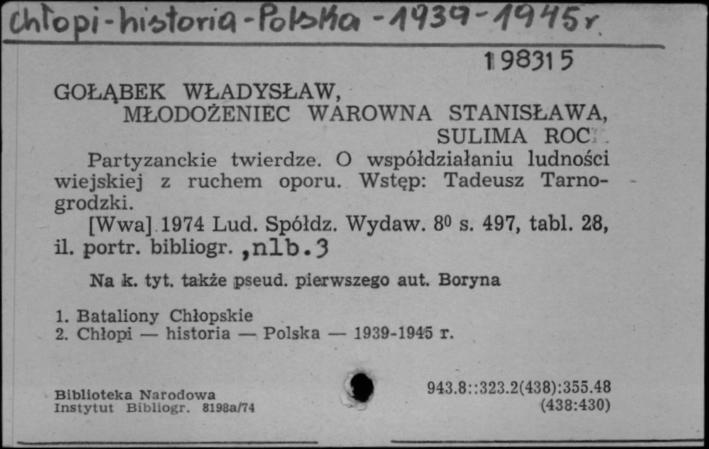 chłopi-historia-Polska-1939-1945r.
198315
GOŁĄBEK WŁADYSŁAW,
MŁODOŻENIEC WAROWNA STANISŁAWA,
SULIMA ROC
Partyzanckie twierdze. O współdziałaniu ludności
wiejskiej z ruchem oporu. Wstęp: Tadeusz Tarno-
grodzki.
[Wwa] 1974 Lud. Spółdz. Wydaw. 8⁰ s. 497, tabl. 28,
il. portr. bibliogr. ,nlb.3
Na k. tyt. także pseud. pierwszego aut. Boryna
1. Bataliony Chłopskie
2. Chłopi — historia — Polska — 1939-1945 r.
Biblioteka Narodowa
Instytut Bibliogr. 8198a/74
943.8::323.2(438):355.48
(438:430)